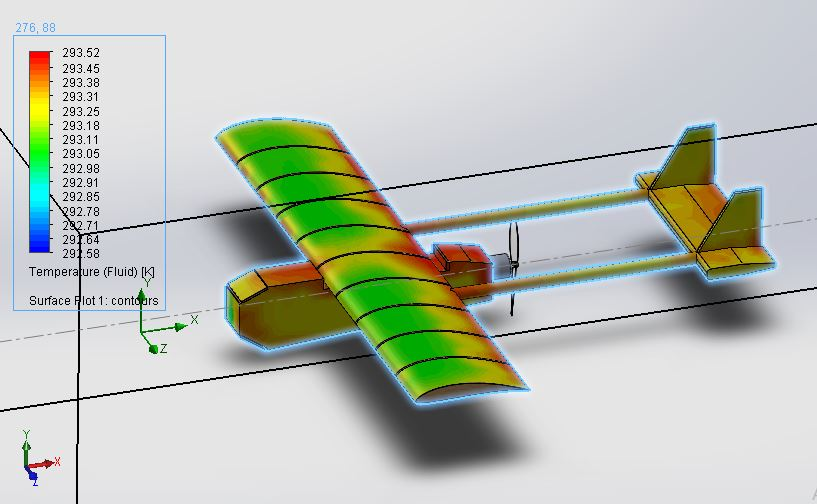 276, 88
293.52
293.45
293.38
293.31
293.25
293.18
293.11
293.05
292.98
292.91
292.85
292.78
292.71
292.64
292.58
Temperature (Fluid) [K]
Surface Plot 1: contours
Y
X
Z
Y
X
Z